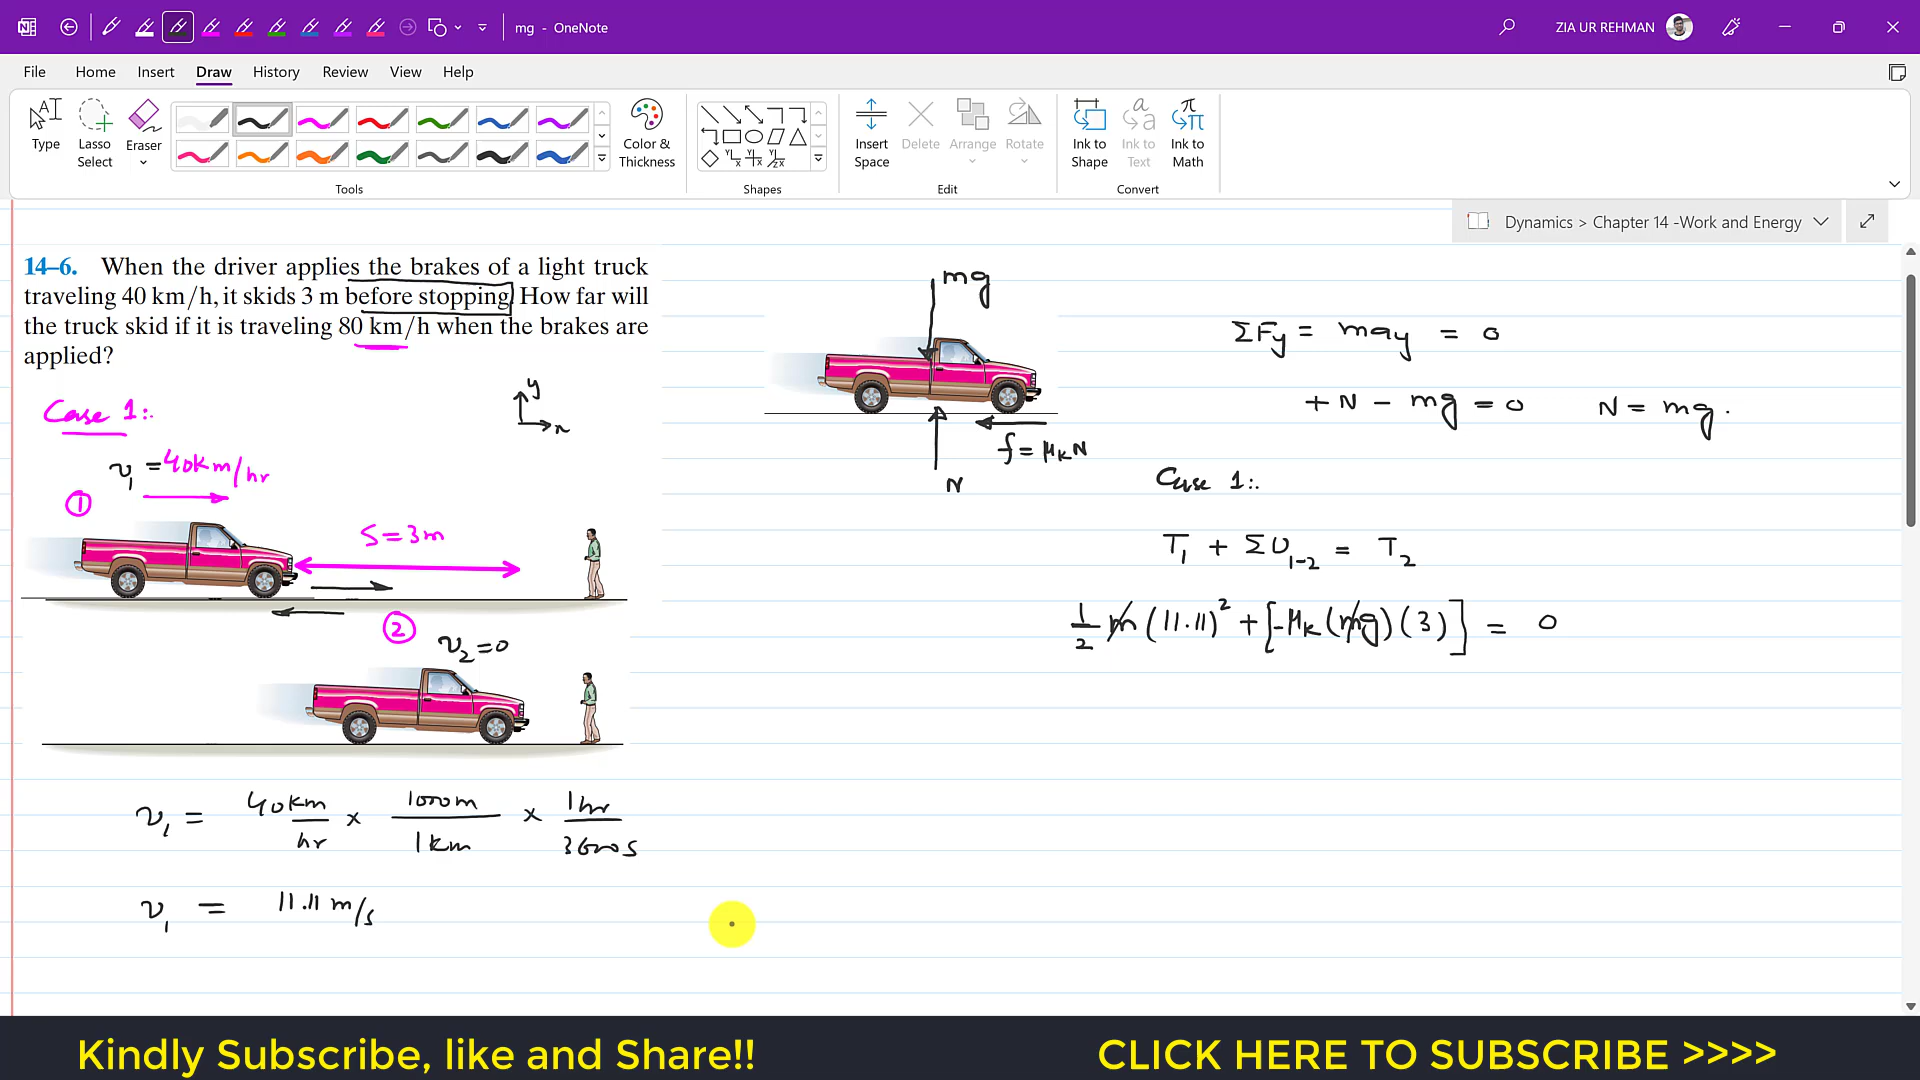 mg - OneNote
ZIA UR REHMAN
File Home Insert Draw History Review View Help
Type
Lasso Select
Eraser
Color & Thickness
Insert Space
Delete
Arrange
Rotate
Ink to Shape
Ink to Text
Ink to Math
Tools
Shapes
Edit
Convert
Dynamics > Chapter 14 -Work and Energy
14–6. When the driver applies the brakes of a light truck
traveling 40 km/h, it skids 3 m before stopping. How far will
the truck skid if it is traveling 80 km/h when the brakes are
applied?
Case 1:.
y
x
v₁ = 40km/hr
①
S = 3m
②
v₂ = 0
v₁ = 40km/hr × 1000m/1km × 1hr/3600s
v₁ = 11.11 m/s
mg
f = μₖN
N
ΣFy = may = 0
+ N − mg = 0 N = mg.
Case 1:.
T₁ + ΣU₁₋₂ = T₂
1/2 m (11.11)² + [-μₖ(mg)(3)] = 0
Kindly Subscribe, like and Share!!
CLICK HERE TO SUBSCRIBE >>>>